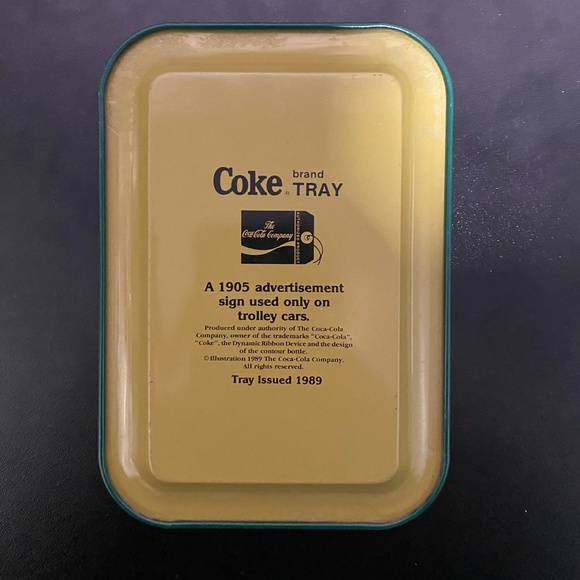 Coke ® brand
TRAY
The
Coca-Cola Company
A 1905 advertisement
sign used only on
trolley cars.
Produced under authority of The Coca-Cola
Company, owner of the trademarks "Coca-Cola",
"Coke", the Dynamic Ribbon Device and the design
of the contour bottle.
© Illustration 1989 The Coca-Cola Company.
All rights reserved.
Tray Issued 1989